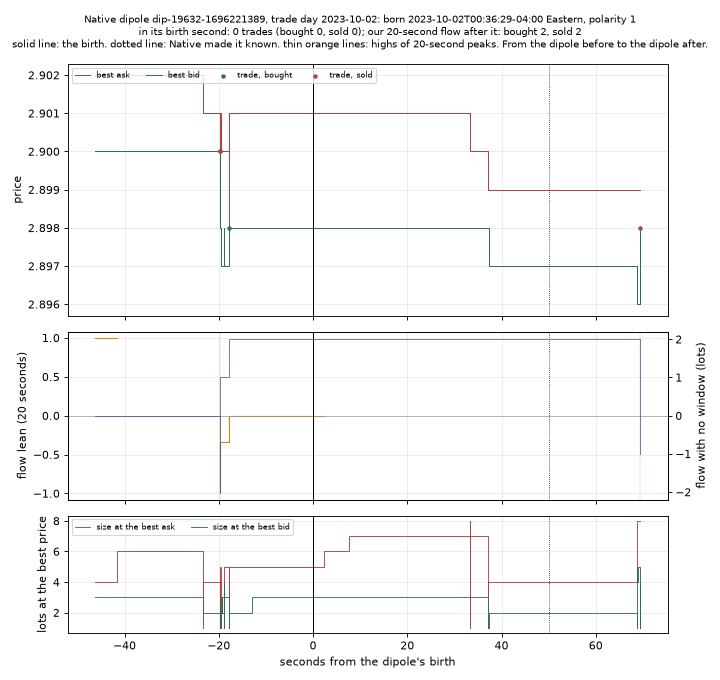 Native dipole dip-19632-1696221389, trade day 2023-10-02: born 2023-10-02T00:36:29-04:00 Eastern, polarity 1
in its birth second: 0 trades (bought 0, sold 0); our 20-second flow after it: bought 2, sold 2
solid line: the birth. dotted line: Native made it known. thin orange lines: highs of 20-second peaks. From the dipole before to the dipole after.
best ask best bid trade, bought trade, sold
2.902
2.901
2.900
2.899
2.898
2.897
2.896
price
1.0
0.5
0.0
−0.5
−1.0
flow lean (20 seconds)
2
1
0
−1
−2
flow with no window (lots)
size at the best ask size at the best bid
8
6
4
2
lots at the best price
−40 −20 0 20 40 60
seconds from the dipole's birth